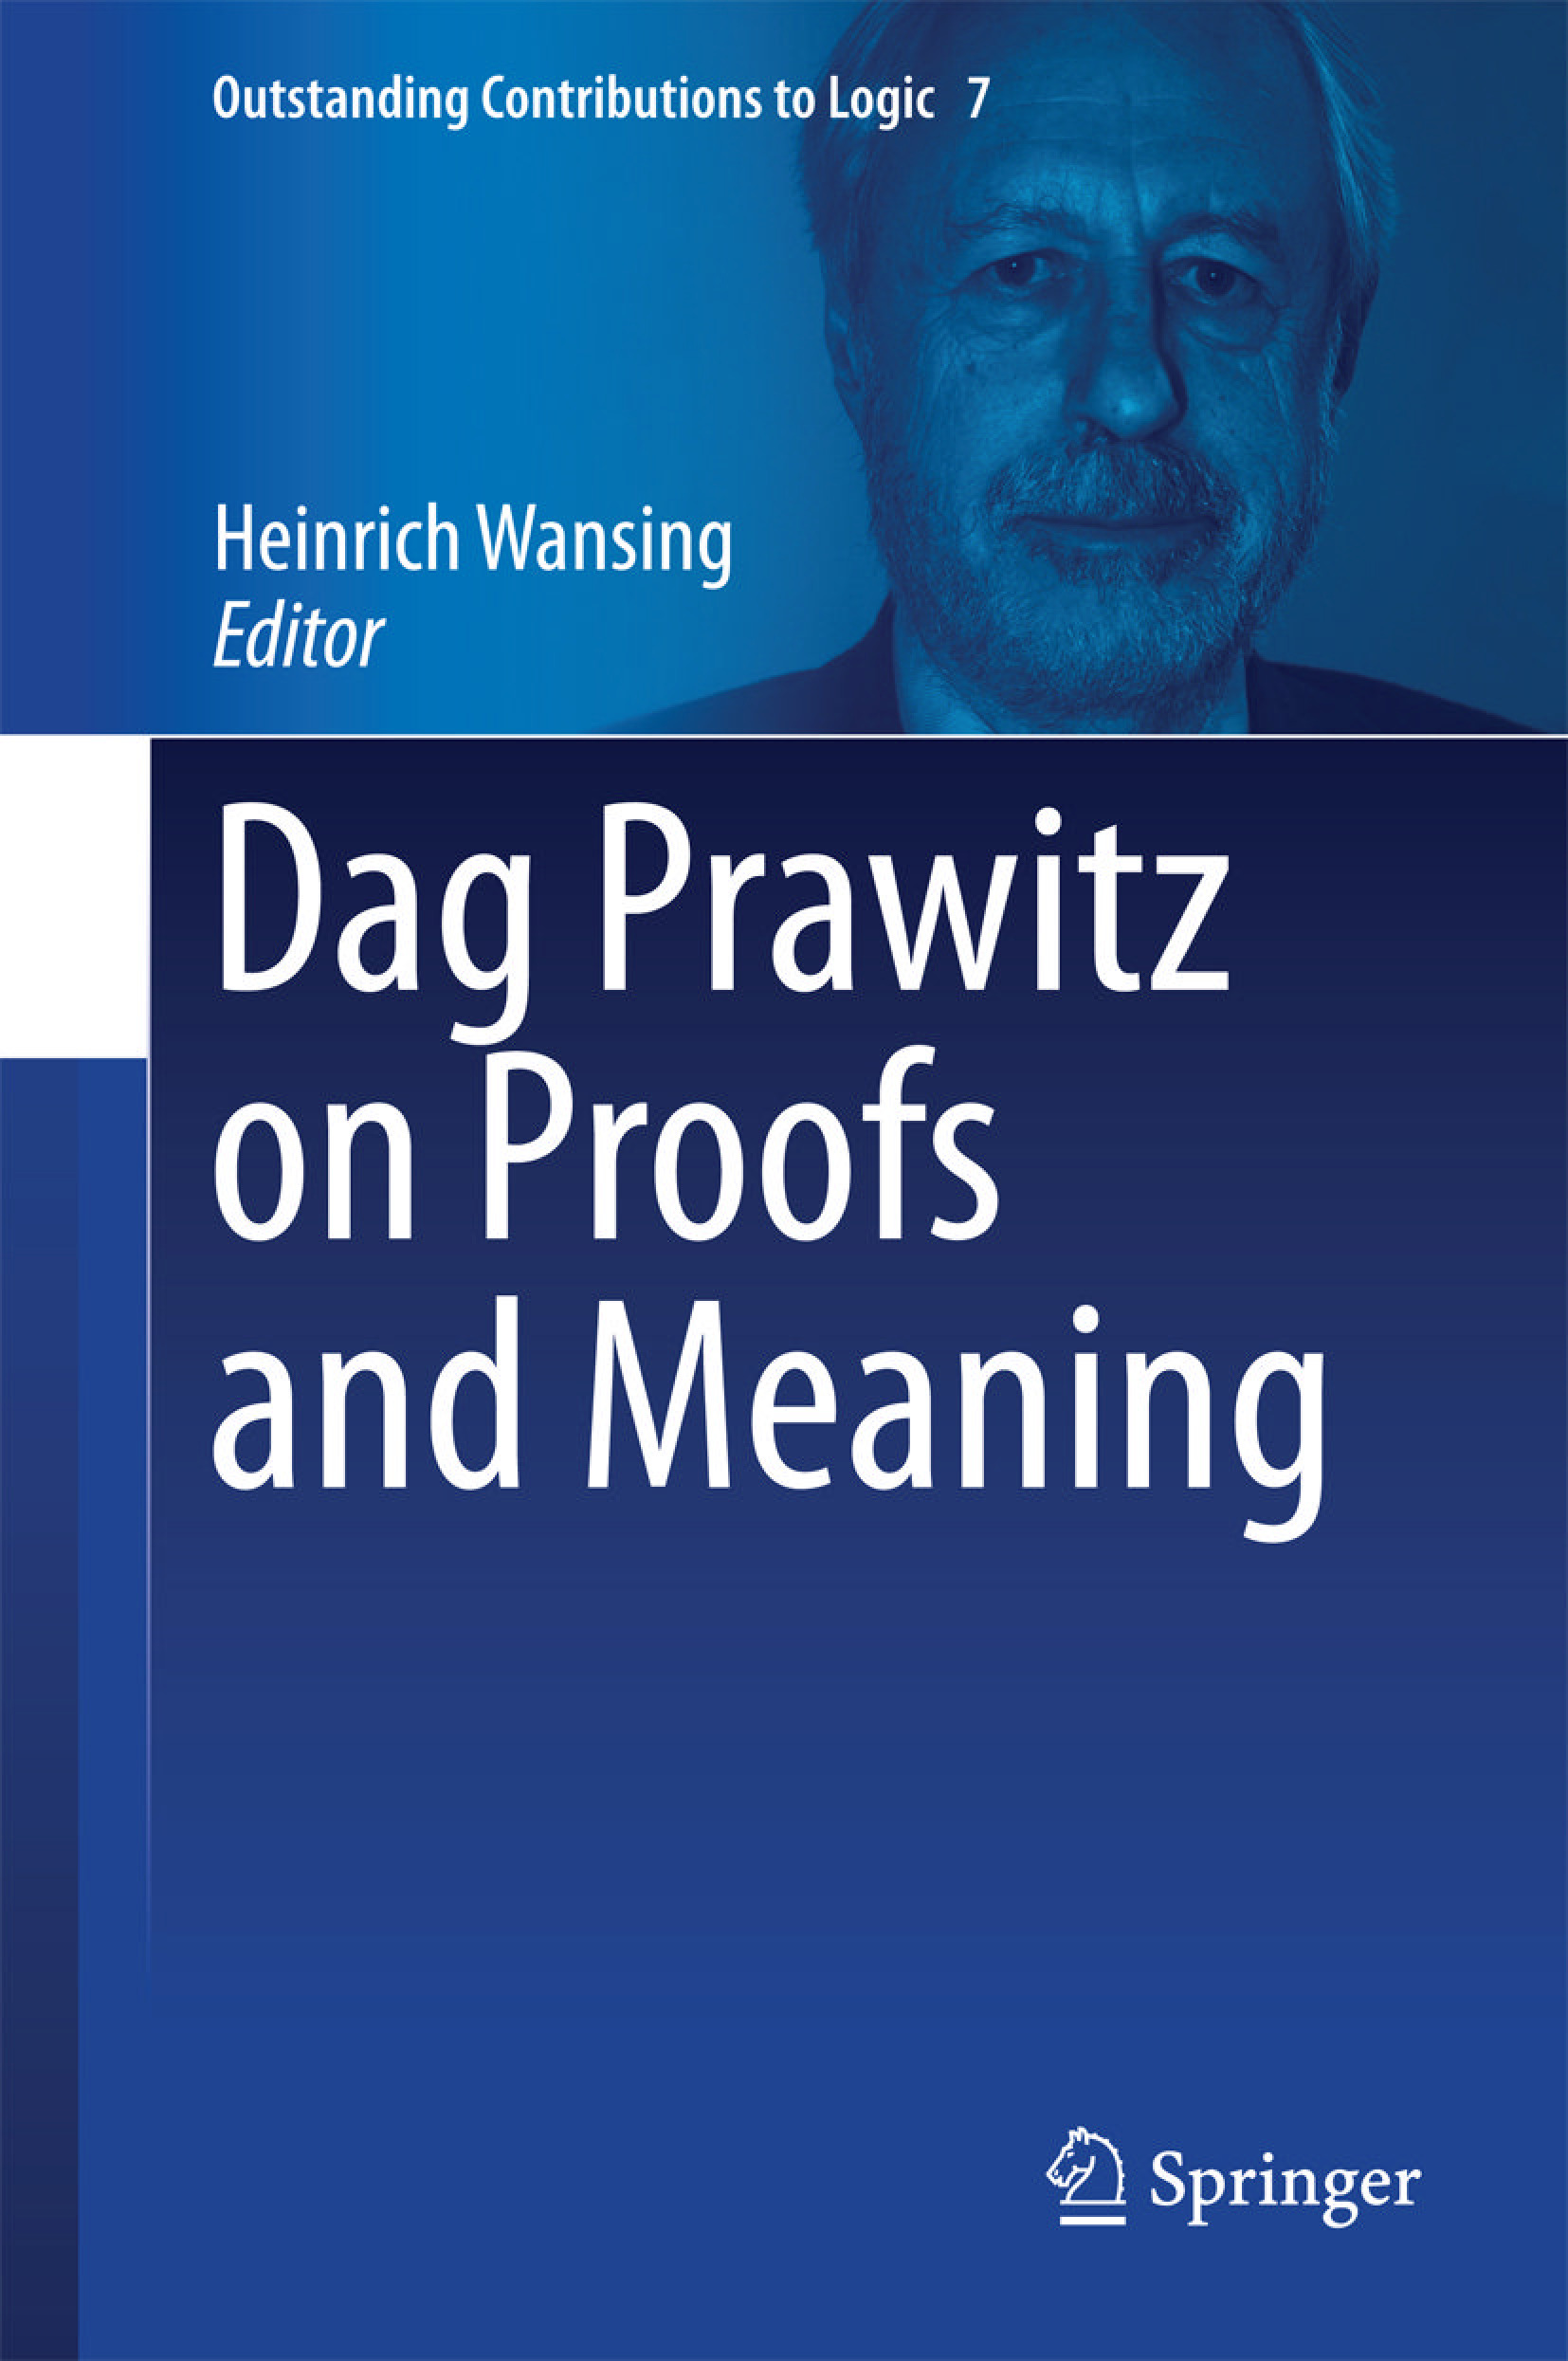 Outstanding Contributions to Logic 7
Heinrich Wansing
Editor
Dag Prawitz
on Proofs
and Meaning
Springer